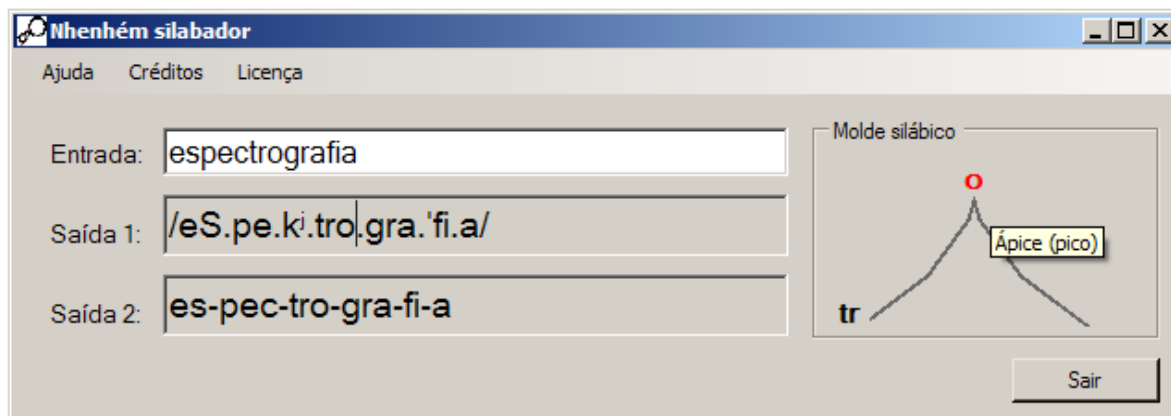 Nhenhém silabador
Ajuda Créditos Licença
Entrada: espectrografia
Saída 1: /eS.pe.kʲ.tro.gra.'fi.a/
Saída 2: es-pec-tro-gra-fi-a
Molde silábico
o
Ápice (pico)
tr
Sair